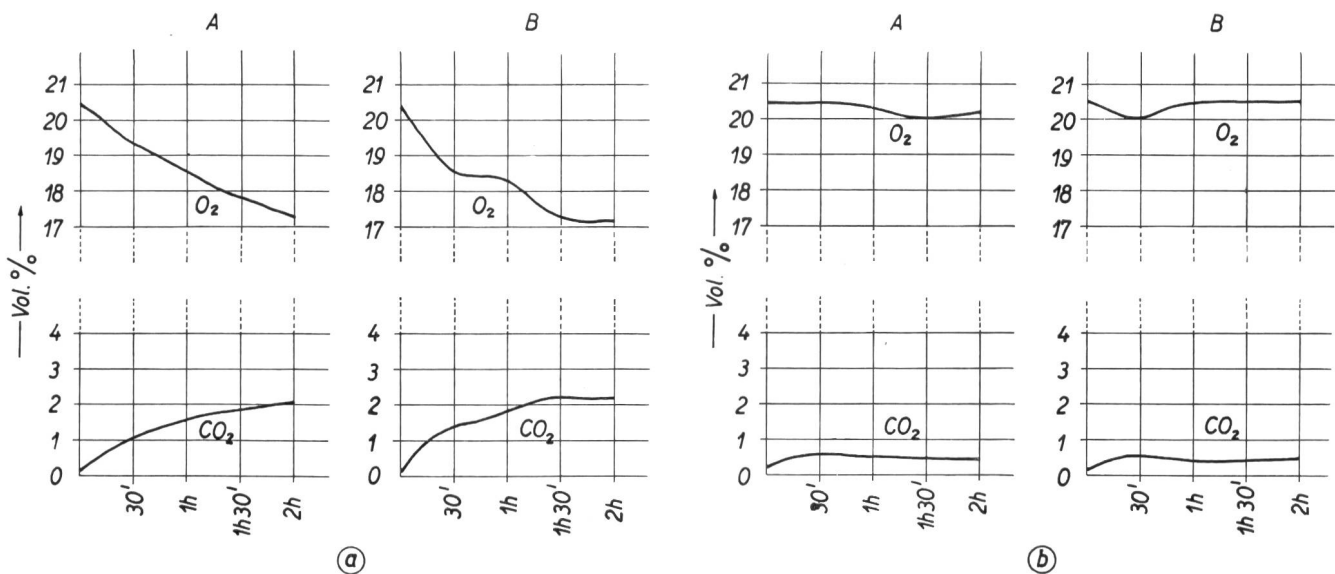 A B A B
21 21 21 21
20 20 20 20
19 19 19 19
18 18 18 18
17 O₂ 17 O₂ 17 O₂ 17 O₂
Vol. % Vol. %
4 4 4 4
3 3 3 3
2 2 2 2
1 CO₂ 1 CO₂ 1 CO₂ 1 CO₂
0 0 0 0
30' 1h 1h30' 2h 30' 1h 1h30' 2h 30' 1h 1h30' 2h 30' 1h 1h30' 2h
a b